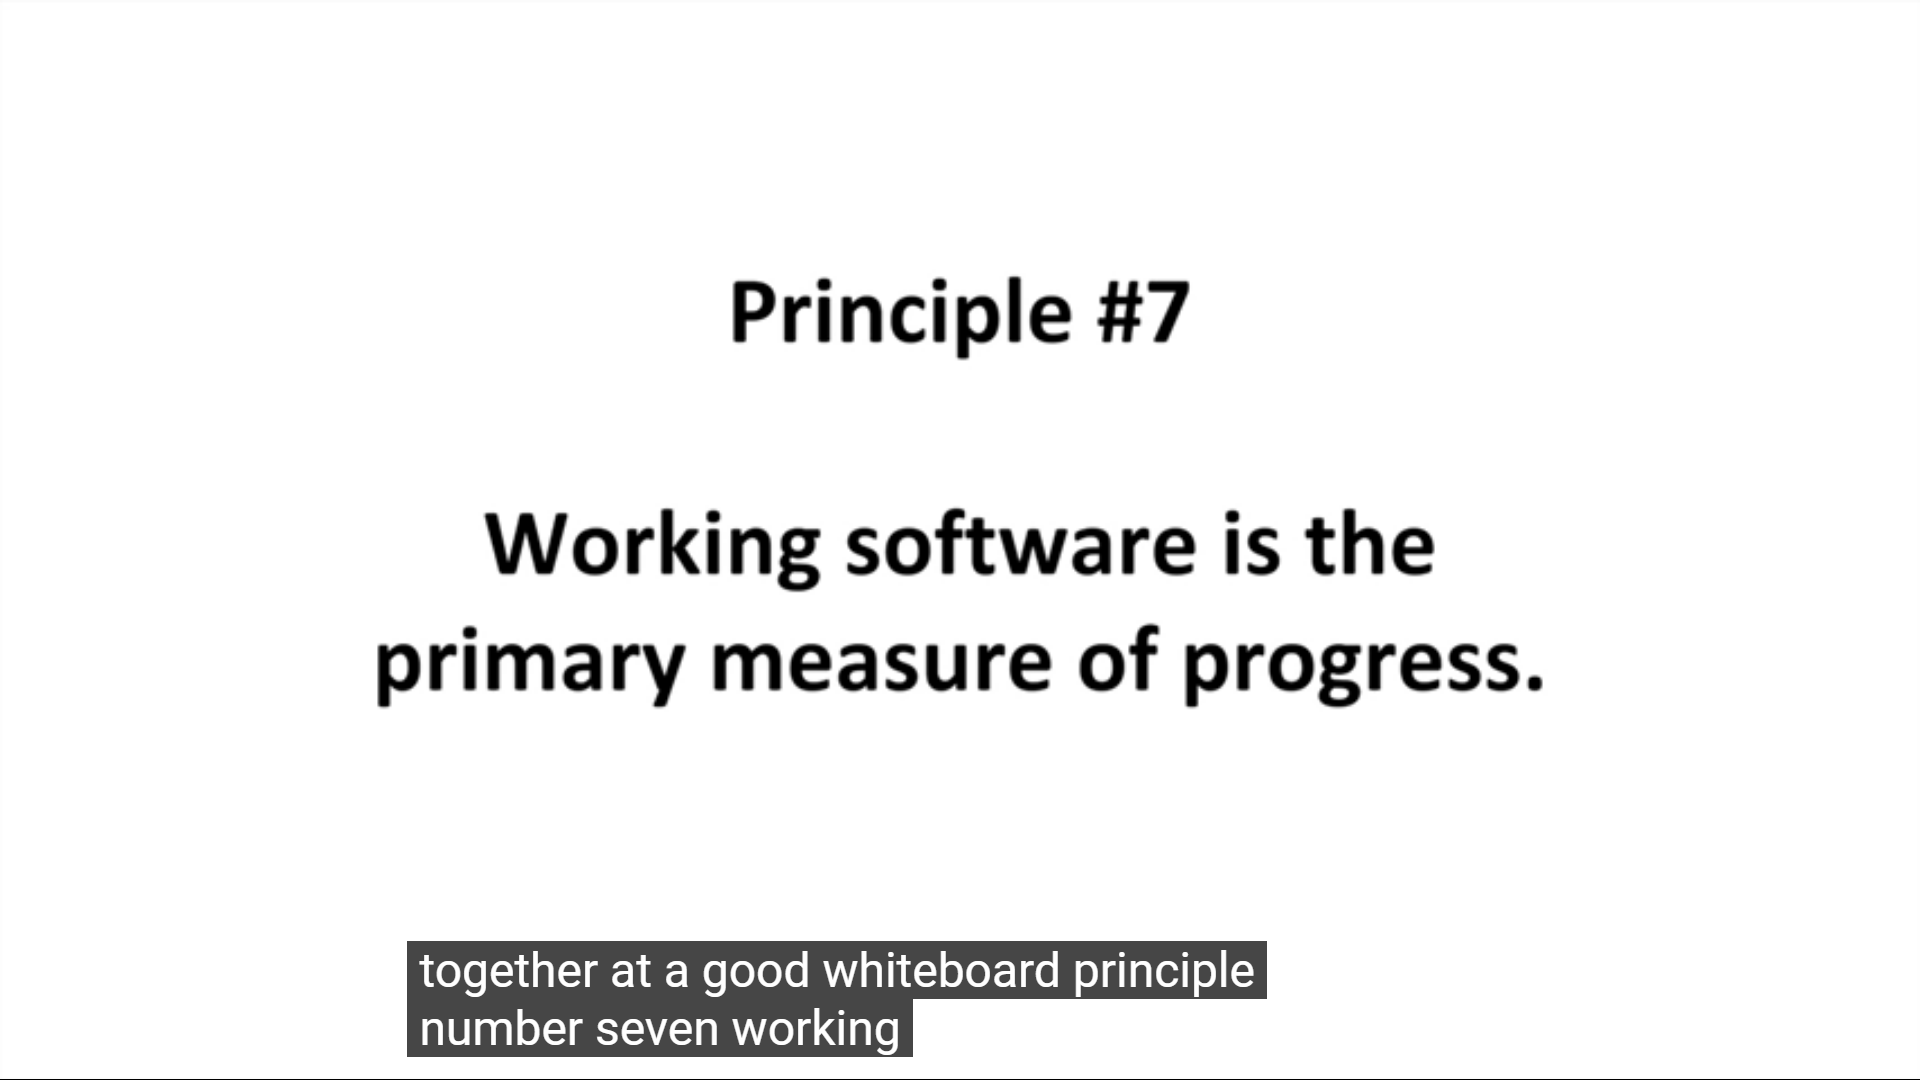 Principle #7
Working software is the
primary measure of progress.
together at a good whiteboard principle
number seven working